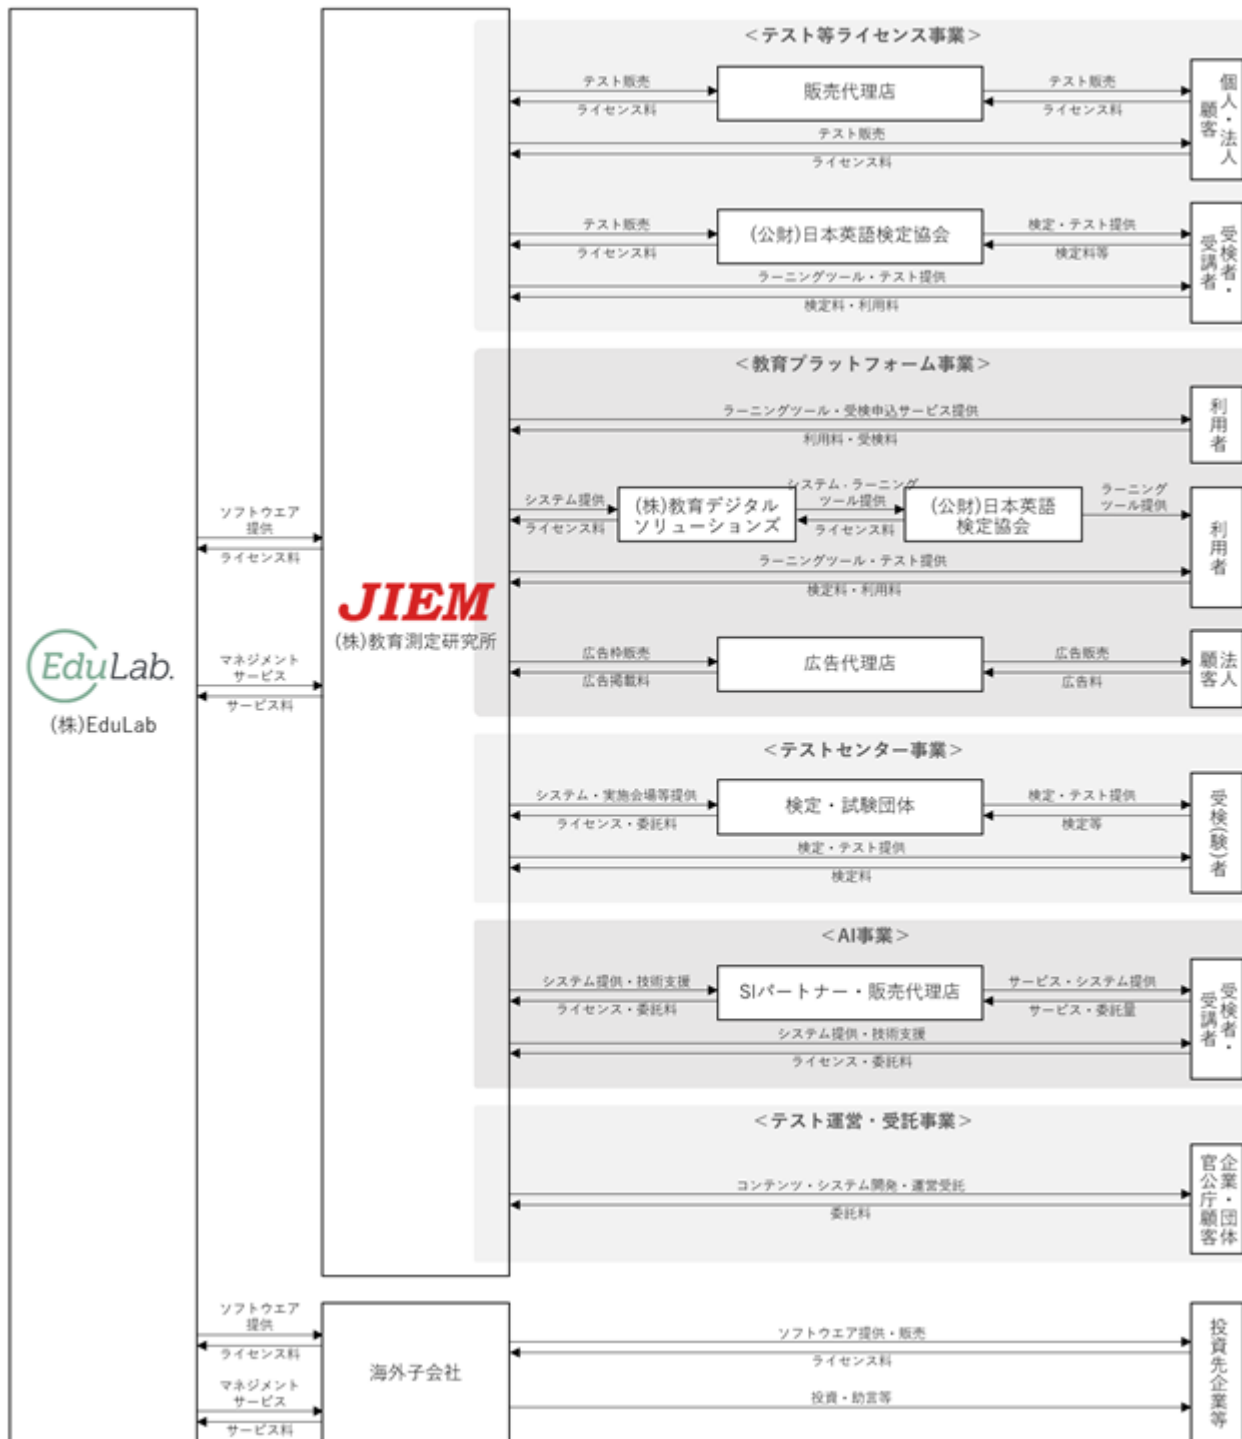 ＜テスト等ライセンス事業＞
テスト販売
ライセンス料
販売代理店
テスト販売
ライセンス料
テスト販売
ライセンス料
個人・法人
顧客
テスト販売
ライセンス料
(公財)日本英語検定協会
検定・テスト提供
検定料等
ラーニングツール・テスト提供
検定料・利用料
受検者・
受講者
＜教育プラットフォーム事業＞
ラーニングツール・受検申込サービス提供
利用料・受検料
利用者
システム提供
ライセンス料
(株)教育デジタル
ソリューションズ
システム・ラーニング
ツール提供
ライセンス料
(公財)日本英語
検定協会
ラーニング
ツール提供
ラーニングツール・テスト提供
検定料・利用料
利用者
広告枠販売
広告掲載料
広告代理店
広告販売
広告料
法人
顧客
ソフトウエア
提供
ライセンス料
マネジメント
サービス
サービス料
EduLab.
(株)EduLab
JIEM
(株)教育測定研究所
＜テストセンター事業＞
システム・実施会場等提供
ライセンス・委託料
検定・試験団体
検定・テスト提供
検定等
検定・テスト提供
検定料
受検(験)者
＜AI事業＞
システム提供・技術支援
ライセンス・委託料
SIパートナー・販売代理店
サービス・システム提供
サービス・委託量
システム提供・技術支援
ライセンス・委託料
受検者・
受講者
＜テスト運営・受託事業＞
コンテンツ・システム開発・運営受託
委託料
企業・団体
官公庁顧客
ソフトウエア
提供
ライセンス料
マネジメント
サービス
サービス料
海外子会社
ソフトウエア提供・販売
ライセンス料
投資・助言等
投資先企業等